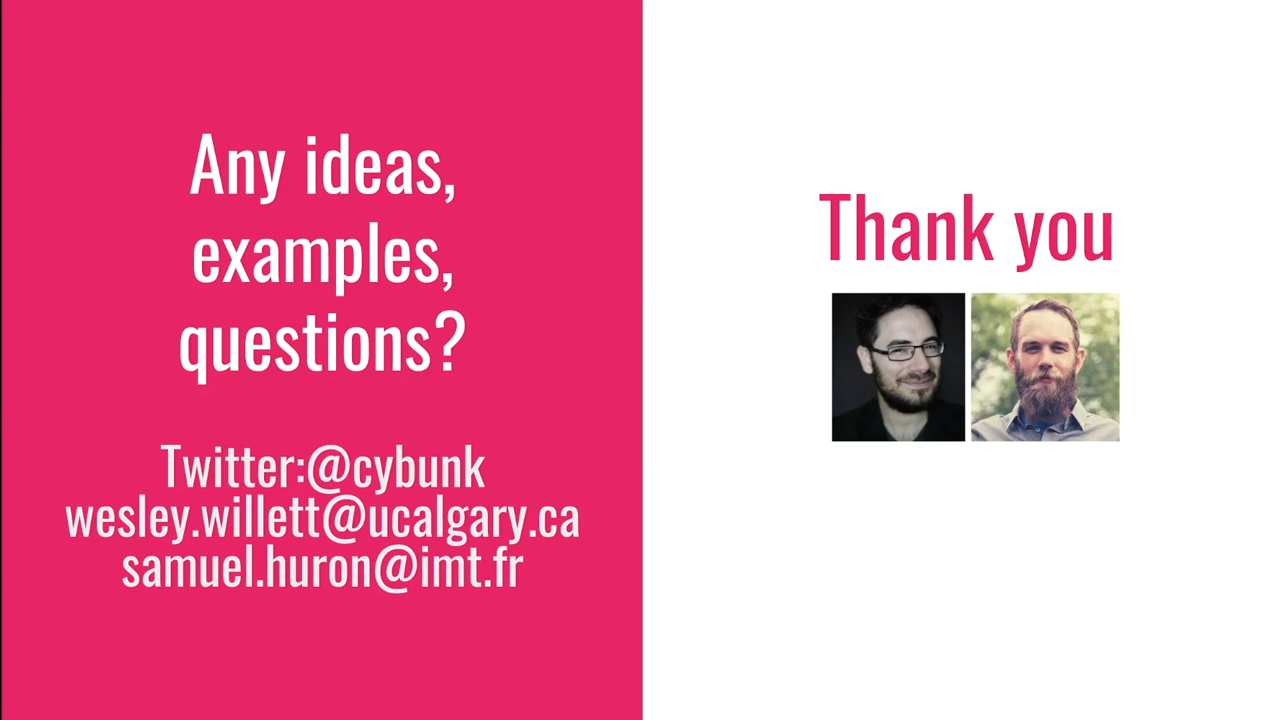 Any ideas,
examples,
questions?
Twitter:@cybunk
wesley.willett@ucalgary.ca
samuel.huron@imt.fr
Thank you